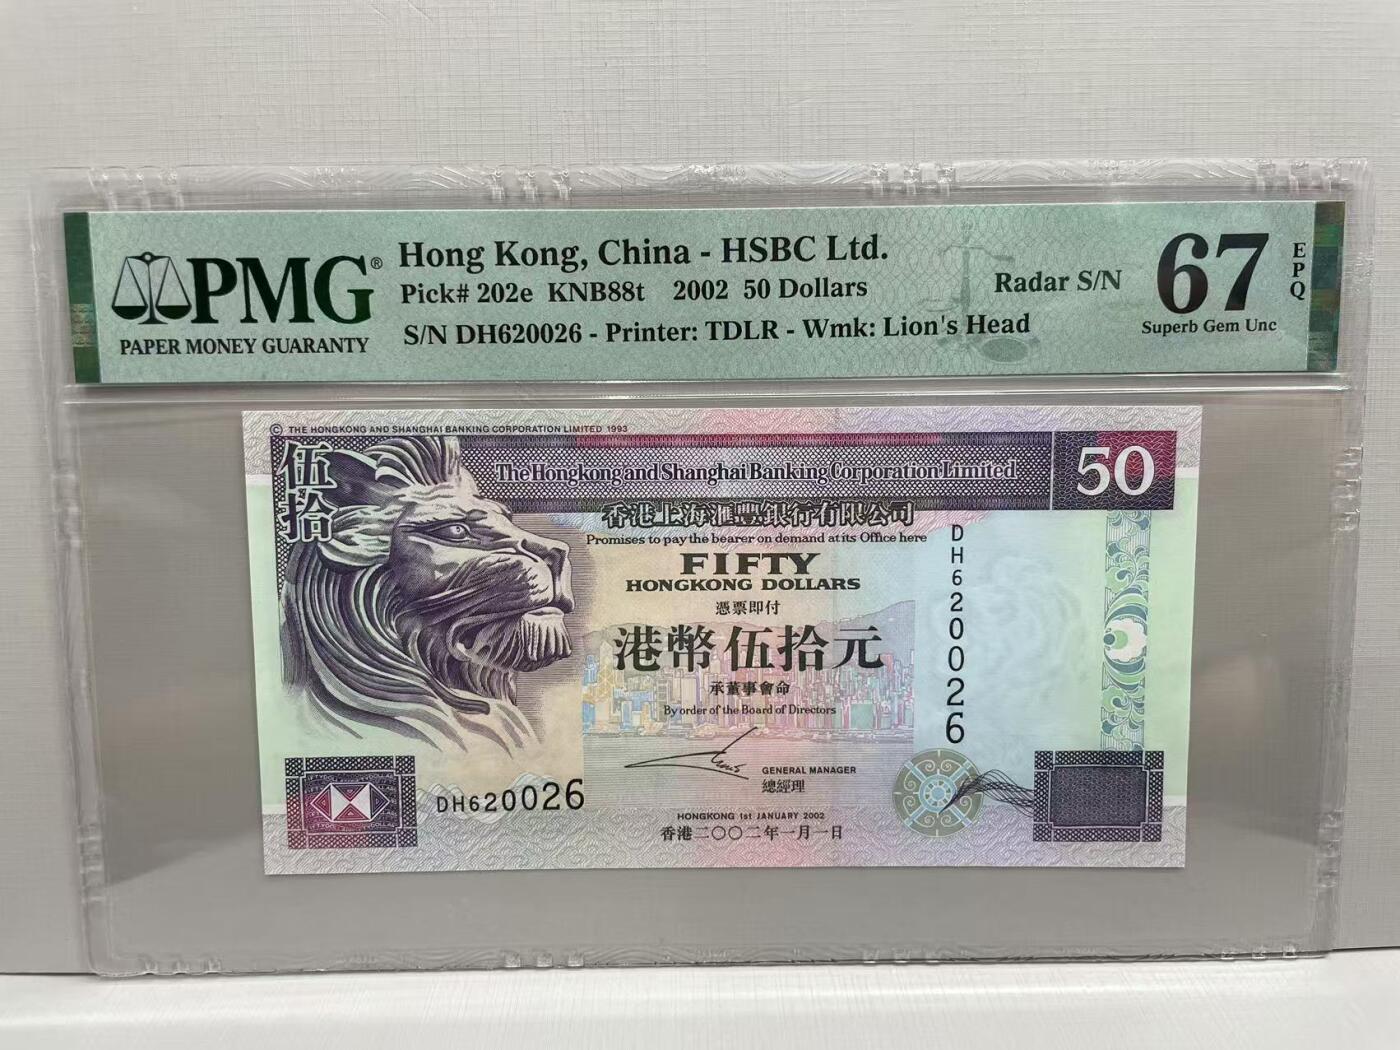 PMG®
PAPER MONEY GUARANTY
Hong Kong, China - HSBC Ltd.
Pick# 202e KNB88t 2002 50 Dollars
S/N DH620026 - Printer: TDLR - Wmk: Lion's Head
Radar S/N
67
EPQ
Superb Gem Unc
© THE HONGKONG AND SHANGHAI BANKING CORPORATION LIMITED 1993
伍拾
The Hongkong and Shanghai Banking Corporation Limited
50
香港上海滙豐銀行有限公司
Promises to pay the bearer on demand at its Office here
FIFTY
HONGKONG DOLLARS
憑票即付
港幣伍拾元
承董事會命
By order of the Board of Directors
DH620026
GENERAL MANAGER
總經理
DH620026
HONGKONG 1st JANUARY 2002
香港二〇〇二年一月一日